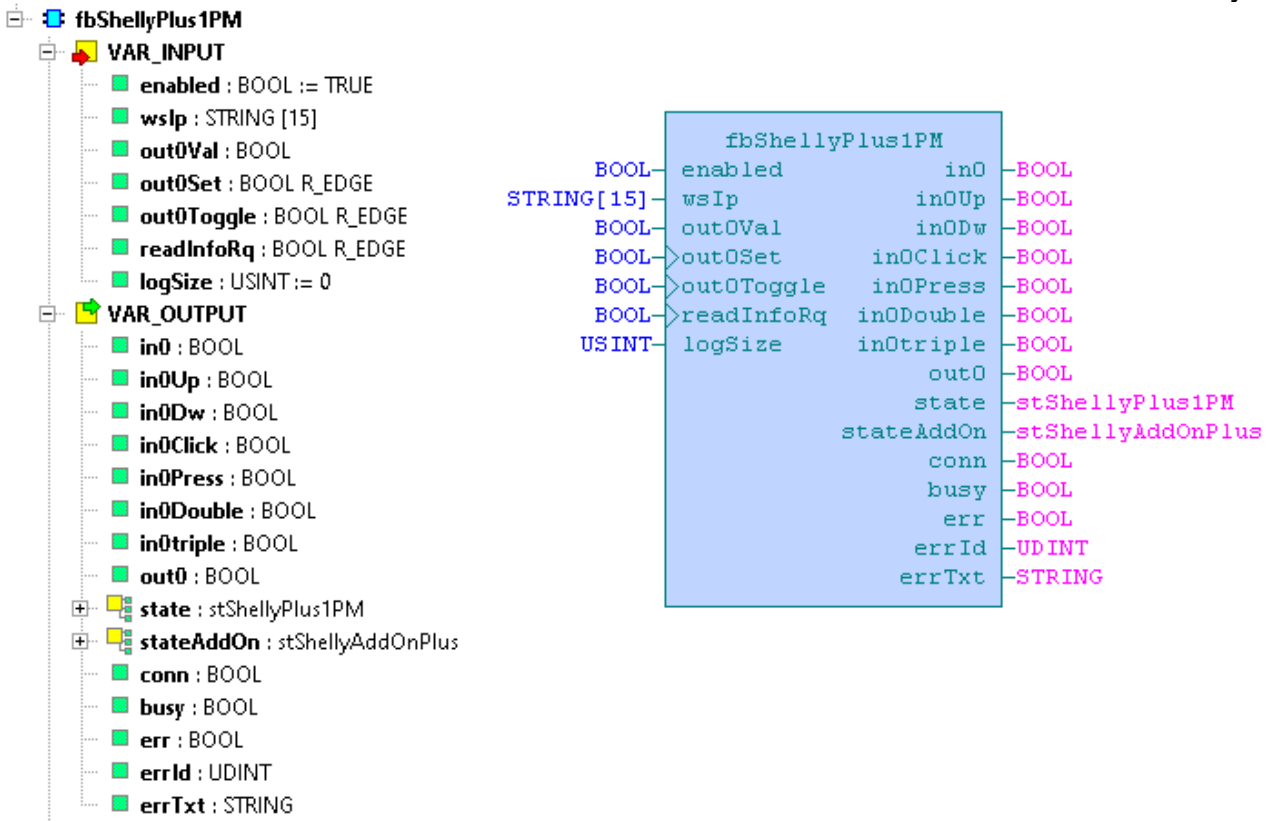 fbShellyPlus1PM
VAR_INPUT
enabled : BOOL := TRUE
wsIp : STRING [15]
out0Val : BOOL
out0Set : BOOL R_EDGE
out0Toggle : BOOL R_EDGE
readInfoRq : BOOL R_EDGE
logSize : USINT := 0
VAR_OUTPUT
in0 : BOOL
in0Up : BOOL
in0Dw : BOOL
in0Click : BOOL
in0Press : BOOL
in0Double : BOOL
in0triple : BOOL
out0 : BOOL
state : stShellyPlus1PM
stateAddOn : stShellyAddOnPlus
conn : BOOL
busy : BOOL
err : BOOL
errId : UDINT
errTxt : STRING
fbShellyPlus1PM
BOOL enabled in0 BOOL
STRING[15] wsIp in0Up BOOL
BOOL out0Val in0Dw BOOL
BOOL out0Set in0Click BOOL
BOOL out0Toggle in0Press BOOL
BOOL readInfoRq in0Double BOOL
USINT logSize in0triple BOOL
out0 BOOL
state stShellyPlus1PM
stateAddOn stShellyAddOnPlus
conn BOOL
busy BOOL
err BOOL
errId UDINT
errTxt STRING